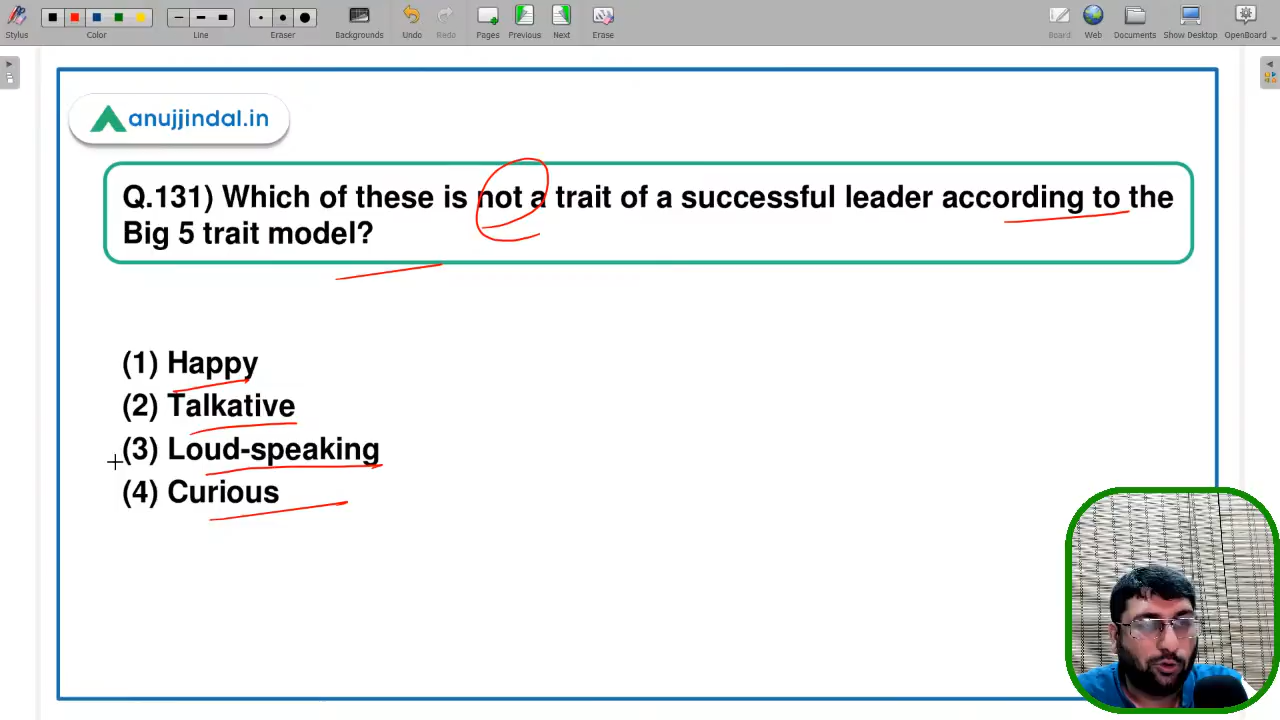 Stylus
Color
Line
Eraser
Backgrounds
Undo
Redo
Pages
Previous
Next
Erase
Board
Web
Documents
Show Desktop
OpenBoard
anujjindal.in
Q.131) Which of these is not a trait of a successful leader according to the
Big 5 trait model?
(1) Happy
(2) Talkative
(3) Loud-speaking
(4) Curious